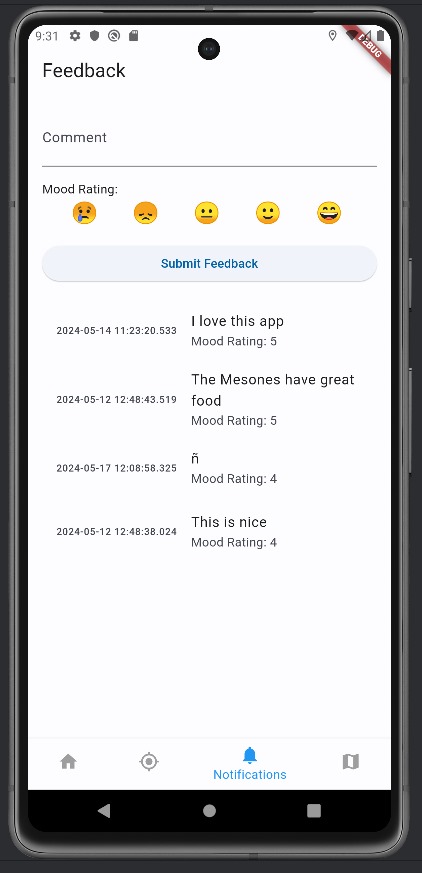 9:31
DEBUG
Feedback
Comment
Mood Rating:
Submit Feedback
2024-05-14 11:23:20.533
I love this app
Mood Rating: 5
2024-05-12 12:48:43.519
The Mesones have great
food
Mood Rating: 5
2024-05-17 12:08:58.325
ñ
Mood Rating: 4
2024-05-12 12:48:38.024
This is nice
Mood Rating: 4
Notifications